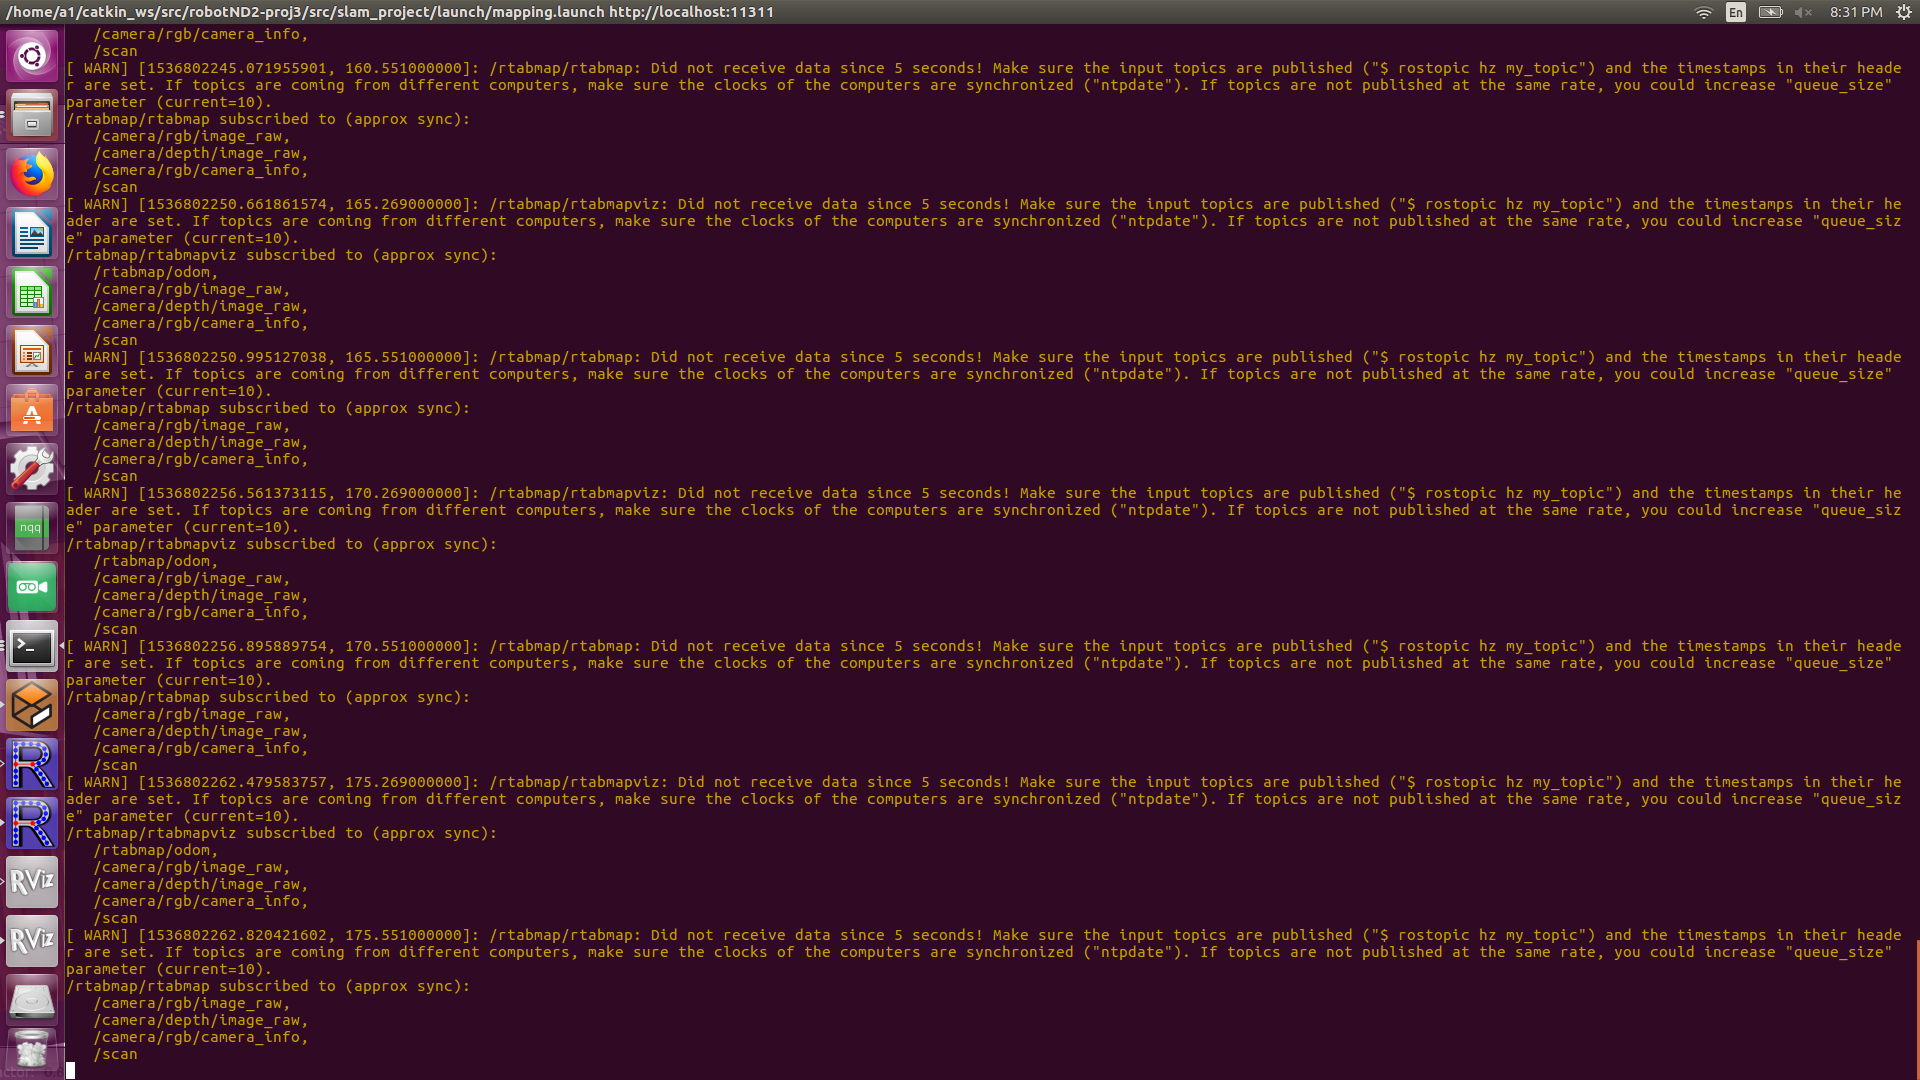 /home/a1/catkin_ws/src/robotND2-proj3/src/slam_project/launch/mapping.launch http://localhost:11311
En
8:31 PM
/camera/rgb/camera_info,
/scan
[ WARN] [1536802245.071955901, 160.551000000]: /rtabmap/rtabmap: Did not receive data since 5 seconds! Make sure the input topics are published ("$ rostopic hz my_topic") and the timestamps in their heade
r are set. If topics are coming from different computers, make sure the clocks of the computers are synchronized ("ntpdate"). If topics are not published at the same rate, you could increase "queue_size"
parameter (current=10).
/rtabmap/rtabmap subscribed to (approx sync):
/camera/rgb/image_raw,
/camera/depth/image_raw,
/camera/rgb/camera_info,
/scan
[ WARN] [1536802250.661861574, 165.269000000]: /rtabmap/rtabmapviz: Did not receive data since 5 seconds! Make sure the input topics are published ("$ rostopic hz my_topic") and the timestamps in their he
ader are set. If topics are coming from different computers, make sure the clocks of the computers are synchronized ("ntpdate"). If topics are not published at the same rate, you could increase "queue_siz
e" parameter (current=10).
/rtabmap/rtabmapviz subscribed to (approx sync):
/rtabmap/odom,
/camera/rgb/image_raw,
/camera/depth/image_raw,
/camera/rgb/camera_info,
/scan
[ WARN] [1536802250.995127038, 165.551000000]: /rtabmap/rtabmap: Did not receive data since 5 seconds! Make sure the input topics are published ("$ rostopic hz my_topic") and the timestamps in their heade
r are set. If topics are coming from different computers, make sure the clocks of the computers are synchronized ("ntpdate"). If topics are not published at the same rate, you could increase "queue_size"
parameter (current=10).
/rtabmap/rtabmap subscribed to (approx sync):
/camera/rgb/image_raw,
/camera/depth/image_raw,
/camera/rgb/camera_info,
/scan
[ WARN] [1536802256.561373115, 170.269000000]: /rtabmap/rtabmapviz: Did not receive data since 5 seconds! Make sure the input topics are published ("$ rostopic hz my_topic") and the timestamps in their he
ader are set. If topics are coming from different computers, make sure the clocks of the computers are synchronized ("ntpdate"). If topics are not published at the same rate, you could increase "queue_siz
e" parameter (current=10).
/rtabmap/rtabmapviz subscribed to (approx sync):
/rtabmap/odom,
/camera/rgb/image_raw,
/camera/depth/image_raw,
/camera/rgb/camera_info,
/scan
[ WARN] [1536802256.895889754, 170.551000000]: /rtabmap/rtabmap: Did not receive data since 5 seconds! Make sure the input topics are published ("$ rostopic hz my_topic") and the timestamps in their heade
r are set. If topics are coming from different computers, make sure the clocks of the computers are synchronized ("ntpdate"). If topics are not published at the same rate, you could increase "queue_size"
parameter (current=10).
/rtabmap/rtabmap subscribed to (approx sync):
/camera/rgb/image_raw,
/camera/depth/image_raw,
/camera/rgb/camera_info,
/scan
[ WARN] [1536802262.479583757, 175.269000000]: /rtabmap/rtabmapviz: Did not receive data since 5 seconds! Make sure the input topics are published ("$ rostopic hz my_topic") and the timestamps in their he
ader are set. If topics are coming from different computers, make sure the clocks of the computers are synchronized ("ntpdate"). If topics are not published at the same rate, you could increase "queue_siz
e" parameter (current=10).
/rtabmap/rtabmapviz subscribed to (approx sync):
/rtabmap/odom,
/camera/rgb/image_raw,
/camera/depth/image_raw,
/camera/rgb/camera_info,
/scan
[ WARN] [1536802262.820421602, 175.551000000]: /rtabmap/rtabmap: Did not receive data since 5 seconds! Make sure the input topics are published ("$ rostopic hz my_topic") and the timestamps in their heade
r are set. If topics are coming from different computers, make sure the clocks of the computers are synchronized ("ntpdate"). If topics are not published at the same rate, you could increase "queue_size"
parameter (current=10).
/rtabmap/rtabmap subscribed to (approx sync):
/camera/rgb/image_raw,
/camera/depth/image_raw,
/camera/rgb/camera_info,
/scan
nqq
R
R
RViz
RViz